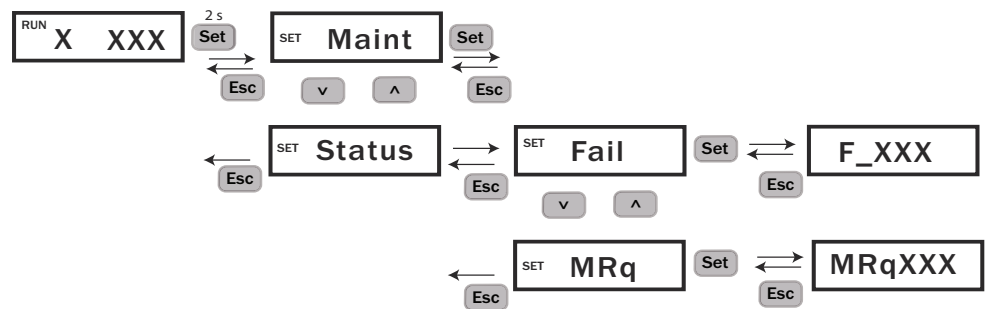 2 s
RUN X XXX Set SET Maint Set
Esc v ^ Esc
SET Status SET Fail Set F_XXX
Esc Esc v ^ Esc
SET MRq Set MRqXXX
Esc Esc